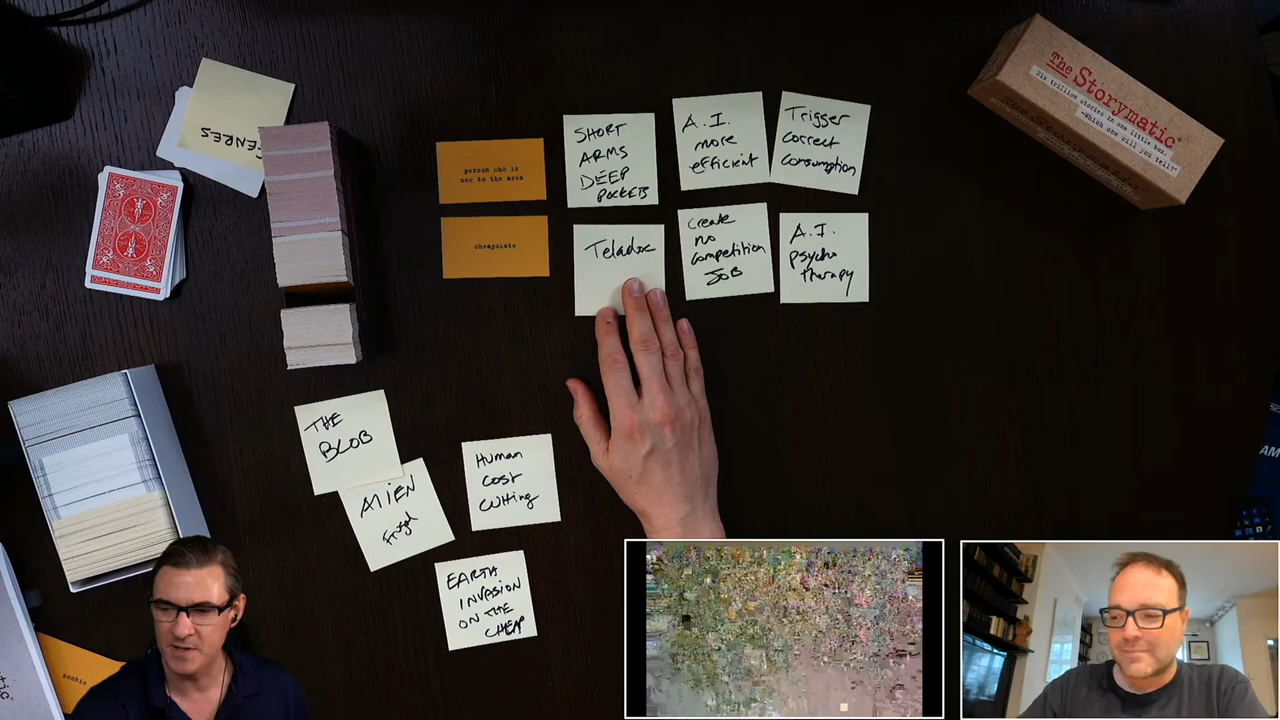 GENRES
The Storymatic®
Six trillion stories in one little box.
-Which one will you tell?®
person who is
new to the area
cheapskate
SHORT
ARMS
DEEP
POCKETS
A.I.
more
efficient
Trigger
correct
consumption
Teladoc
Create
no
competition
JOB
A.I.
psycho
therapy
THE
BLOB
ALIEN
Human
cost
cutting
EARTH
INVASION
ON THE
CHEAP
zombie
AM